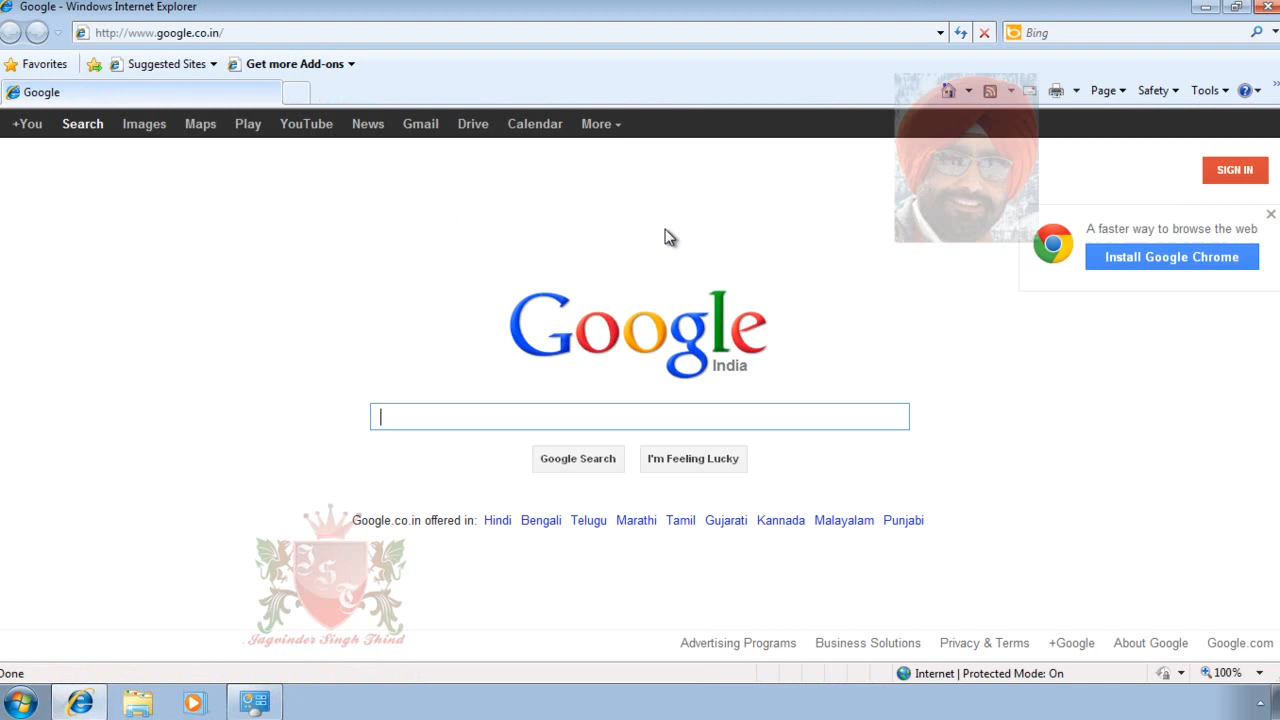 Google - Windows Internet Explorer
http://www.google.co.in/
Bing
Favorites
Suggested Sites
Get more Add-ons
Google
Page
Safety
Tools
+You
Search
Images
Maps
Play
YouTube
News
Gmail
Drive
Calendar
More
SIGN IN
A faster way to browse the web
Install Google Chrome
Google
India
Google Search
I'm Feeling Lucky
Google.co.in offered in: Hindi Bengali Telugu Marathi Tamil Gujarati Kannada Malayalam Punjabi
JST
Jagvinder Singh Thind
Advertising Programs
Business Solutions
Privacy & Terms
+Google
About Google
Google.com
Done
Internet | Protected Mode: On
100%